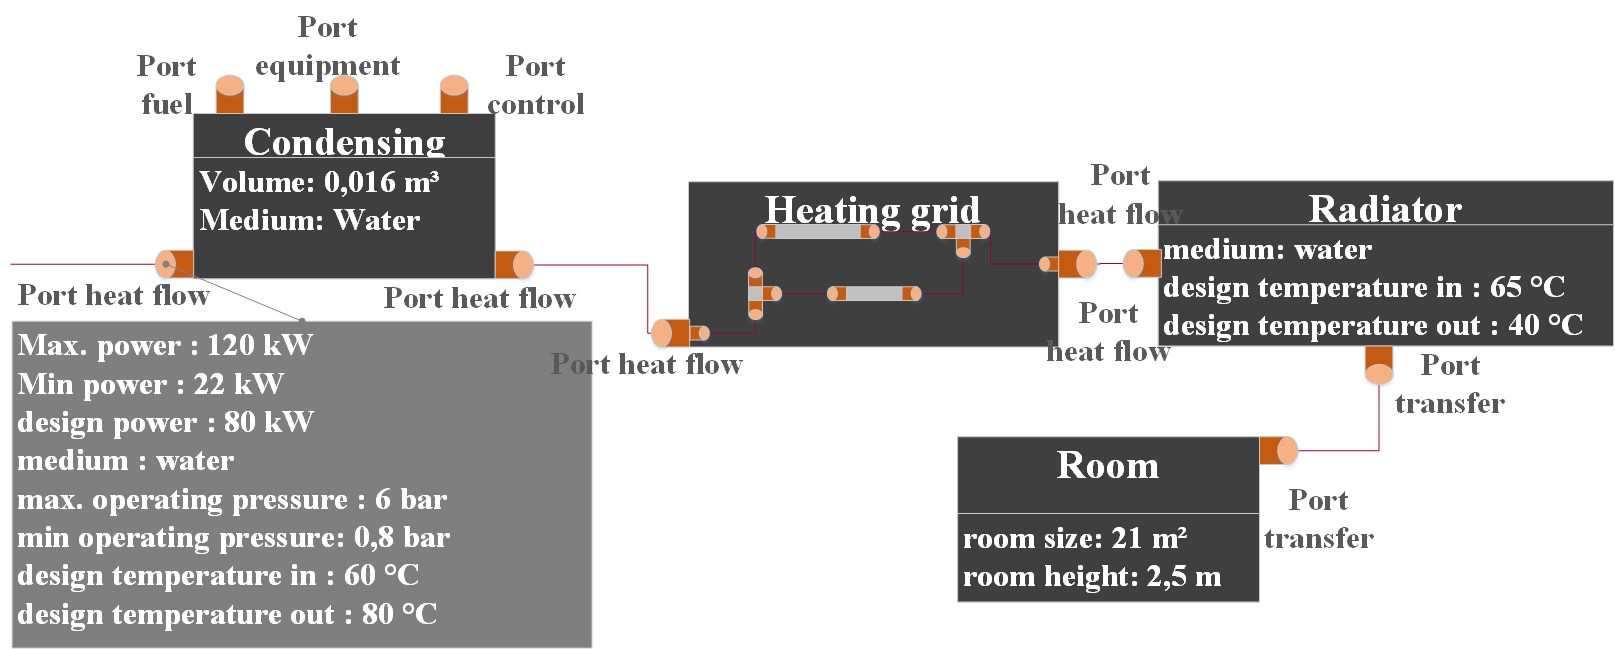 Port
equipment
Port
fuel
Port
control
Condensing
Volume: 0,016 m³
Medium: Water
Port heat flow
Port heat flow
Max. power : 120 kW
Min power : 22 kW
design power : 80 kW
medium : water
max. operating pressure : 6 bar
min operating pressure: 0,8 bar
design temperature in : 60 °C
design temperature out : 80 °C
Port heat flow
Heating grid
Port
heat flow
Port
heat flow
Radiator
medium: water
design temperature in : 65 °C
design temperature out : 40 °C
Port
transfer
Room
room size: 21 m²
room height: 2,5 m
Port
transfer